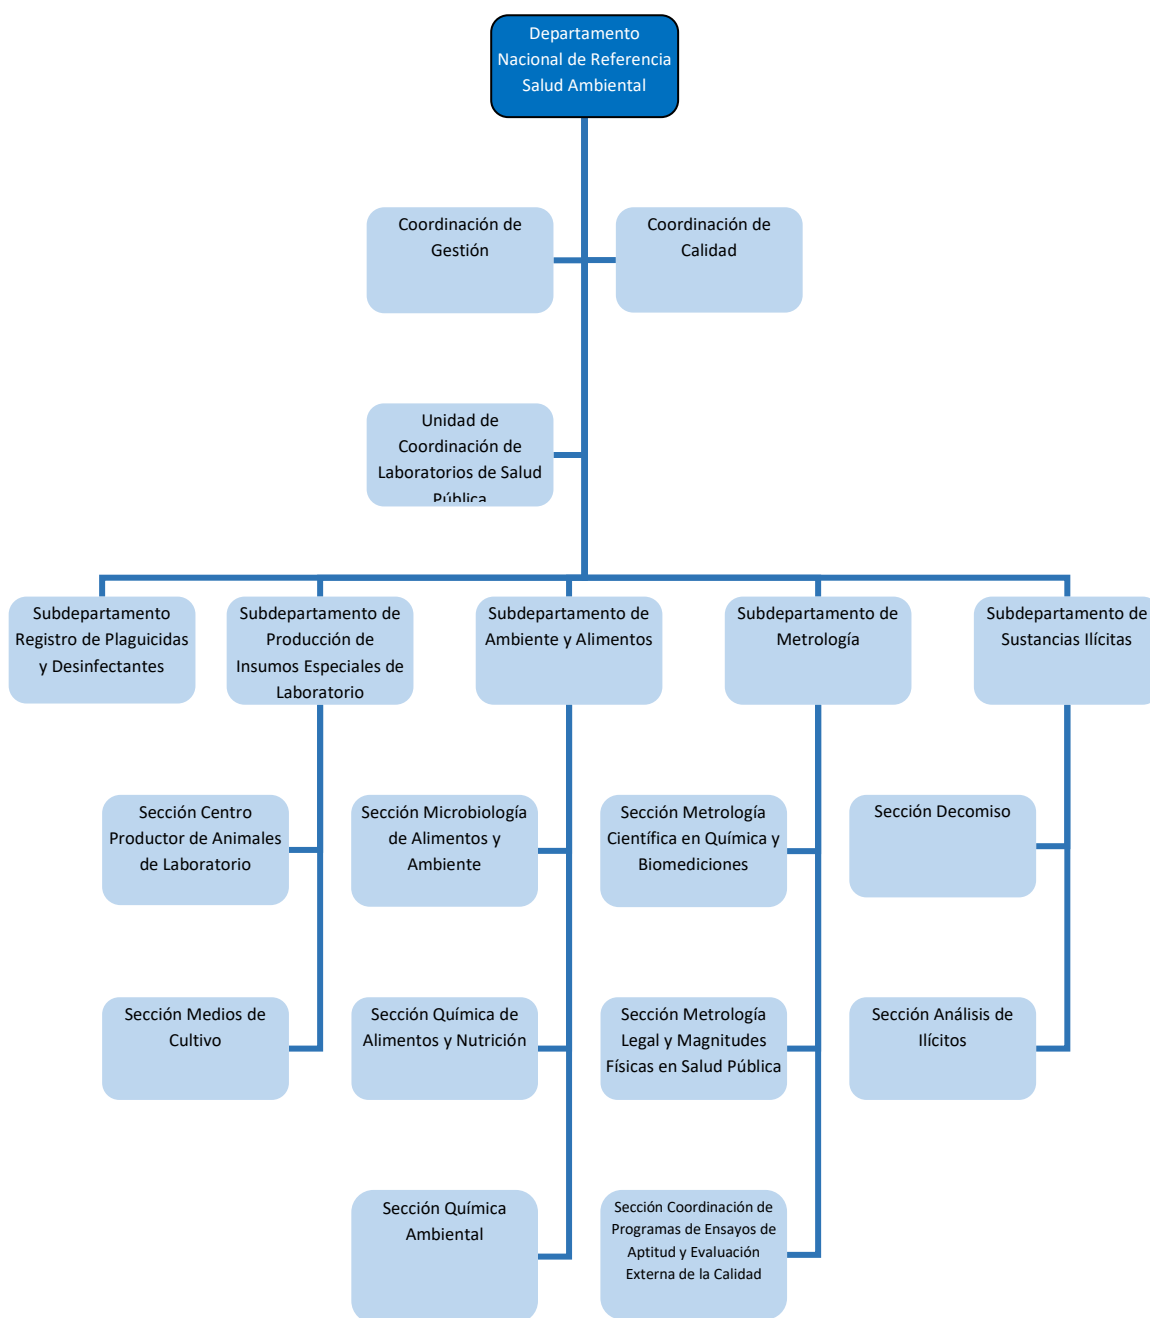 Departamento
Nacional de Referencia
Salud Ambiental
Coordinación de
Gestión
Coordinación de
Calidad
Unidad de
Coordinación de
Laboratorios de Salud
Pública
Subdepartamento
Registro de Plaguicidas
y Desinfectantes
Subdepartamento de
Producción de
Insumos Especiales de
Laboratorio
Subdepartamento de
Ambiente y Alimentos
Subdepartamento de
Metrología
Subdepartamento de
Sustancias Ilícitas
Sección Centro
Productor de Animales
de Laboratorio
Sección Microbiología
de Alimentos y
Ambiente
Sección Metrología
Científica en Química y
Biomediciones
Sección Decomiso
Sección Medios de
Cultivo
Sección Química de
Alimentos y Nutrición
Sección Metrología
Legal y Magnitudes
Físicas en Salud Pública
Sección Análisis de
Ilícitos
Sección Química
Ambiental
Sección Coordinación de
Programas de Ensayos de
Aptitud y Evaluación
Externa de la Calidad